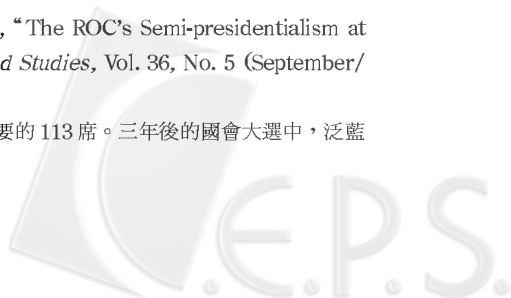 , “The ROC’s Semi-presidentialism at
d Studies, Vol. 36, No. 5 (September/
要的 113 席。三年後的國會大選中，泛藍
C.E.P.S.